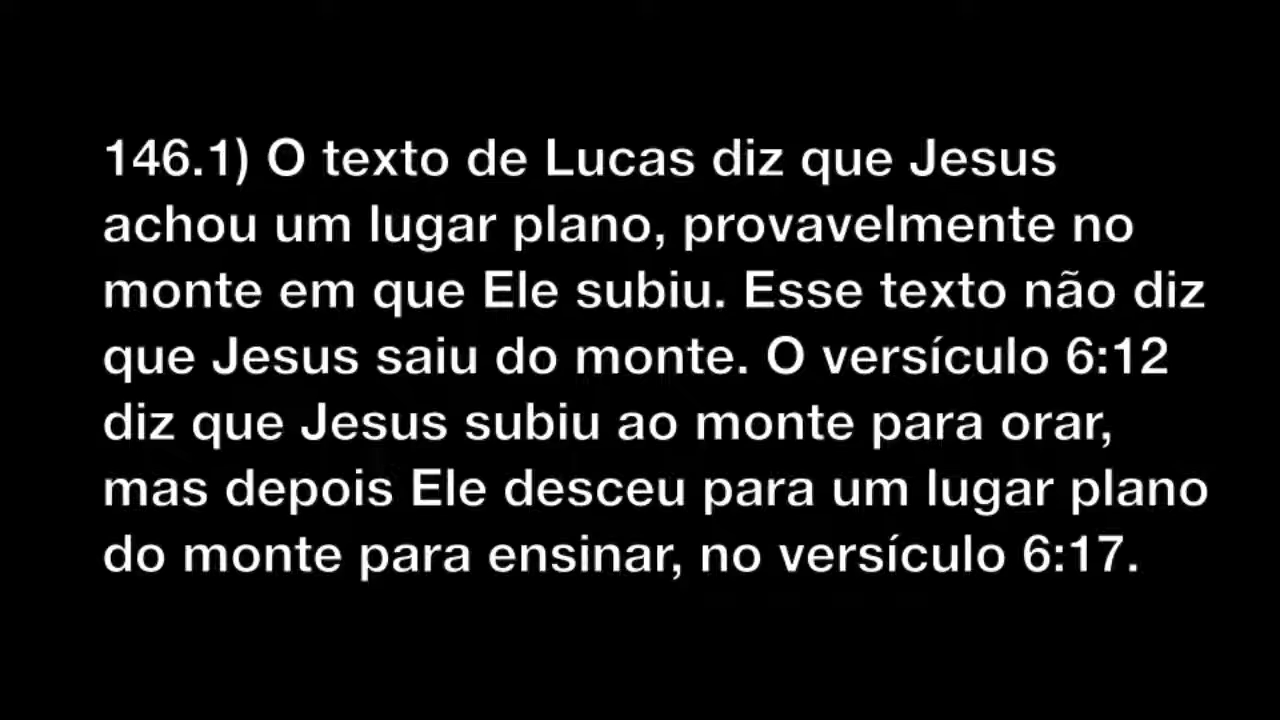 146.1) O texto de Lucas diz que Jesus
achou um lugar plano, provavelmente no
monte em que Ele subiu. Esse texto não diz
que Jesus saiu do monte. O versículo 6:12
diz que Jesus subiu ao monte para orar,
mas depois Ele desceu para um lugar plano
do monte para ensinar, no versículo 6:17.